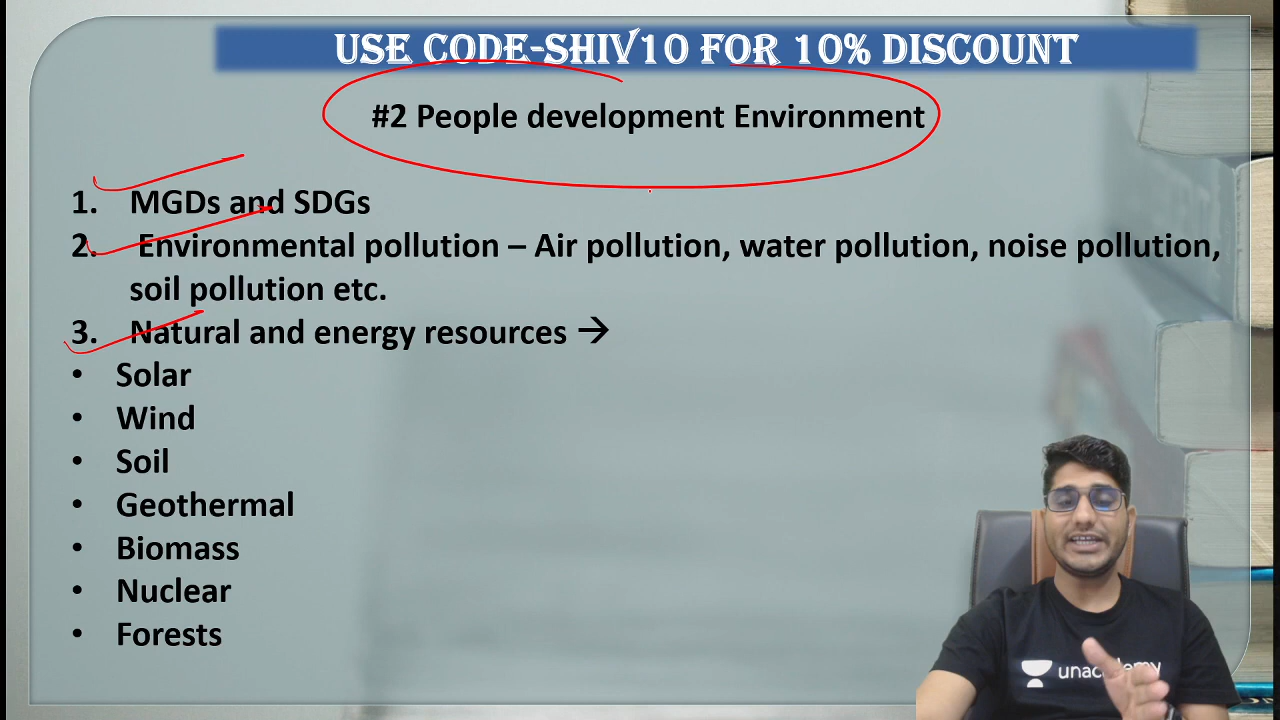 USE CODE-SHIV10 FOR 10% DISCOUNT
#2 People development Environment
1. MGDs and SDGs
2. Environmental pollution – Air pollution, water pollution, noise pollution,
soil pollution etc.
3. Natural and energy resources →
• Solar
• Wind
• Soil
• Geothermal
• Biomass
• Nuclear
• Forests
unacademy